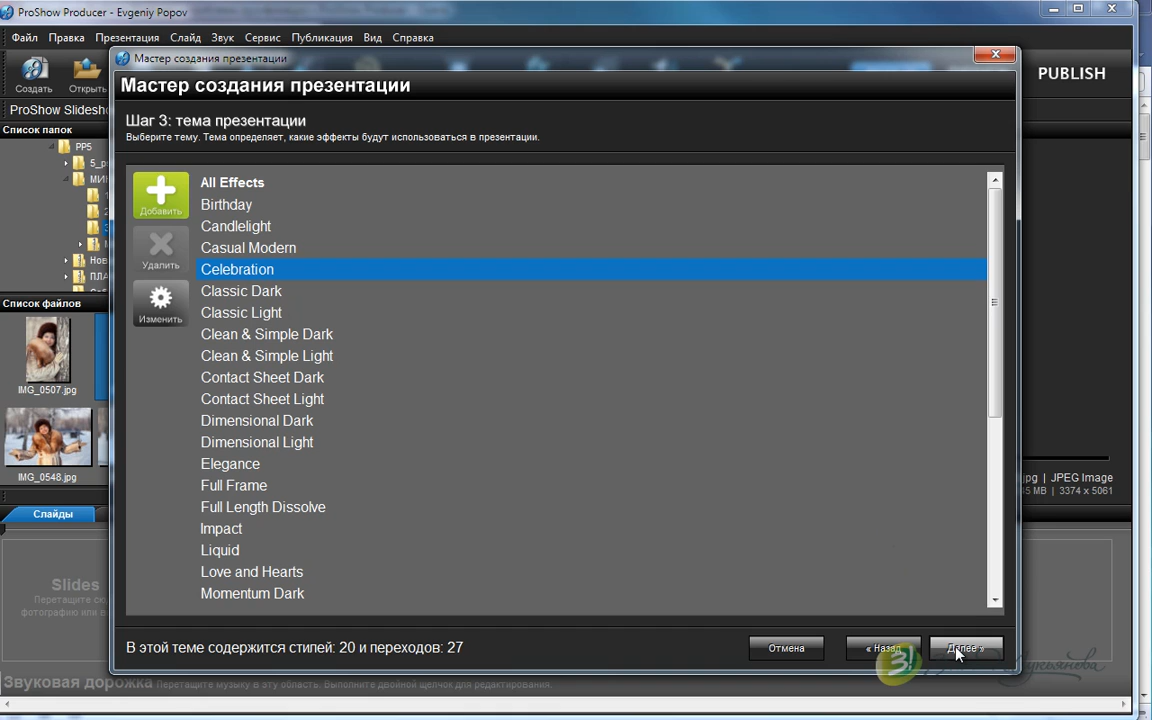 ProShow Producer - Evgeniy Popov
Файл Правка Презентация Слайд Звук Сервис Публикация Вид Справка
Создать
PUBLISH
ProShow Slidesho
Список папок
PP5
Список файлов
IMG_0507.jpg
IMG_0548.jpg
Слайды
Slides
Мастер создания презентации
Мастер создания презентации
Шаг 3: тема презентации
Выберите тему. Тема определяет, какие эффекты будут использоваться в презентации.
Добавить
Удалить
Изменить
All Effects
Birthday
Candlelight
Casual Modern
Celebration
Classic Dark
Classic Light
Clean & Simple Dark
Clean & Simple Light
Contact Sheet Dark
Contact Sheet Light
Dimensional Dark
Dimensional Light
Elegance
Full Frame
Full Length Dissolve
Impact
Liquid
Love and Hearts
Momentum Dark
В этой теме содержится стилей: 20 и переходов: 27
Отмена
« Назад
Далее »
jpg | JPEG Image
MB | 3374 x 5061
Звуковая дорожка Перетащите музыку в эту область. Выполните двойной щелчок для редактирования.